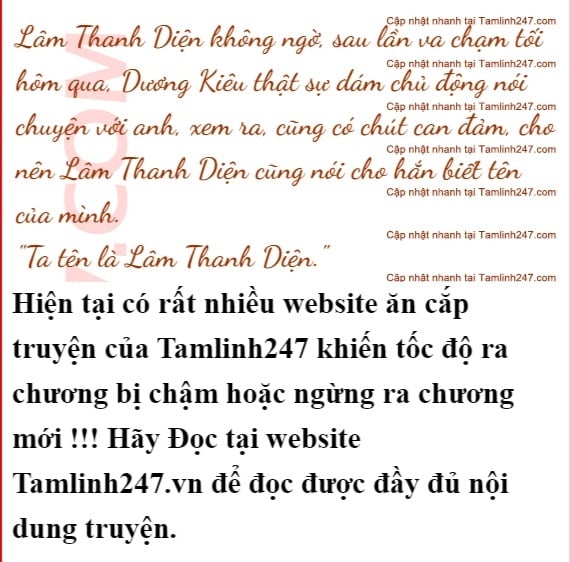 Cập nhật nhanh tại Tamlinh247.com
Lâm Thanh Diện không ngờ, sau lần va chạm tối
Cập nhật nhanh tại Tamlinh247.com
hôm qua, Dương Kiêu thật sự dám chủ động nói
Cập nhật nhanh tại Tamlinh247.com
chuyện với anh, xem ra, cũng có chút can đảm, cho
Cập nhật nhanh tại Tamlinh247.com
nên Lâm Thanh Diện cũng nói cho hắn biết tên
Cập nhật nhanh tại Tamlinh247.com
của mình.
Cập nhật nhanh tại Tamlinh247.com
"Ta tên là Lâm Thanh Diện."
Cập nhật nhanh tại Tamlinh247.com
Hiện tại có rất nhiều website ăn cắp
truyện của Tamlinh247 khiến tốc độ ra
chương bị chậm hoặc ngừng ra chương
mới !!! Hãy Đọc tại website
Tamlinh247.vn để đọc được đầy đủ nội
dung truyện.
.COM